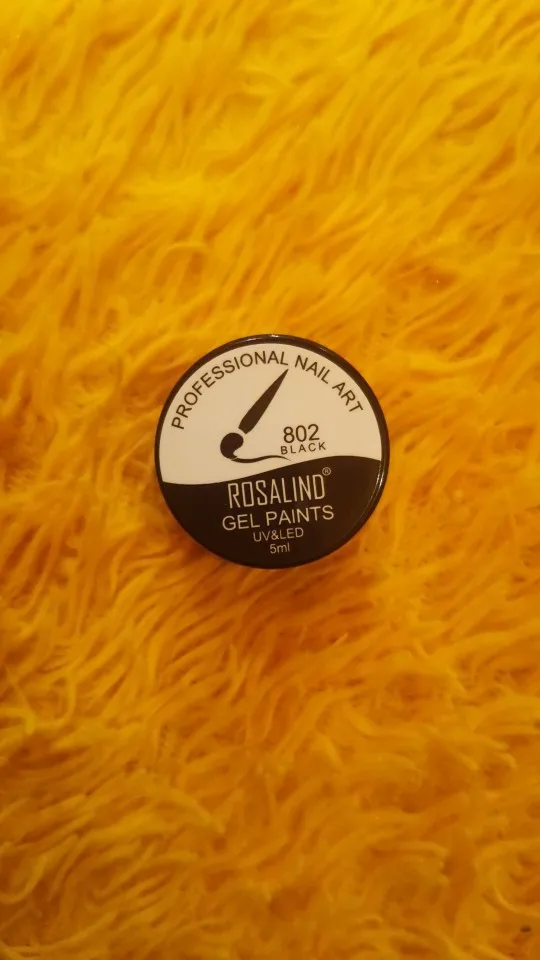 PROFESSIONAL NAIL ART
802
BLACK
ROSALIND®
GEL PAINTS
UV&LED
5ml